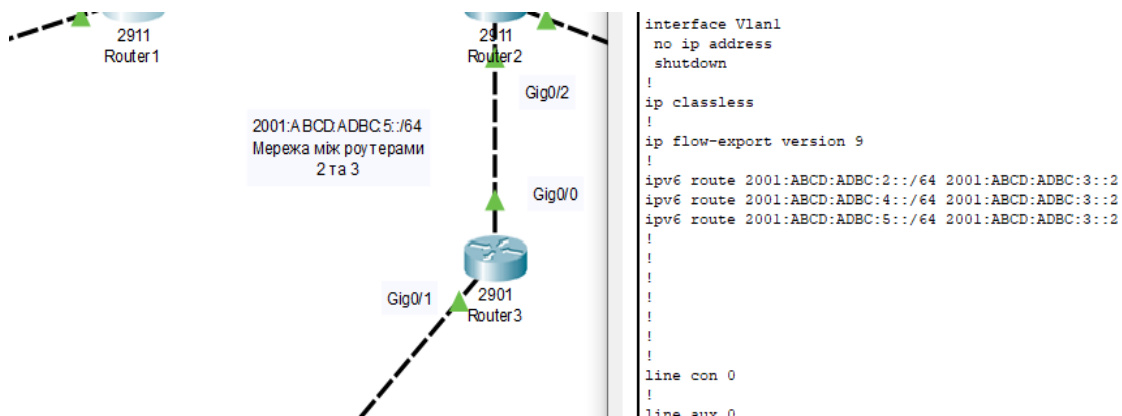 2911
Router1
2911
Router2
Gig0/2
2001:ABCD:ADBC:5::/64
Мережа між роутерами
2 та 3
Gig0/0
Gig0/1
2901
Router3
interface Vlan1
no ip address
shutdown
!
ip classless
!
ip flow-export version 9
!
ipv6 route 2001:ABCD:ADBC:2::/64 2001:ABCD:ADBC:3::2
ipv6 route 2001:ABCD:ADBC:4::/64 2001:ABCD:ADBC:3::2
ipv6 route 2001:ABCD:ADBC:5::/64 2001:ABCD:ADBC:3::2
!
!
!
!
!
!
!
line con 0
!
line aux 0